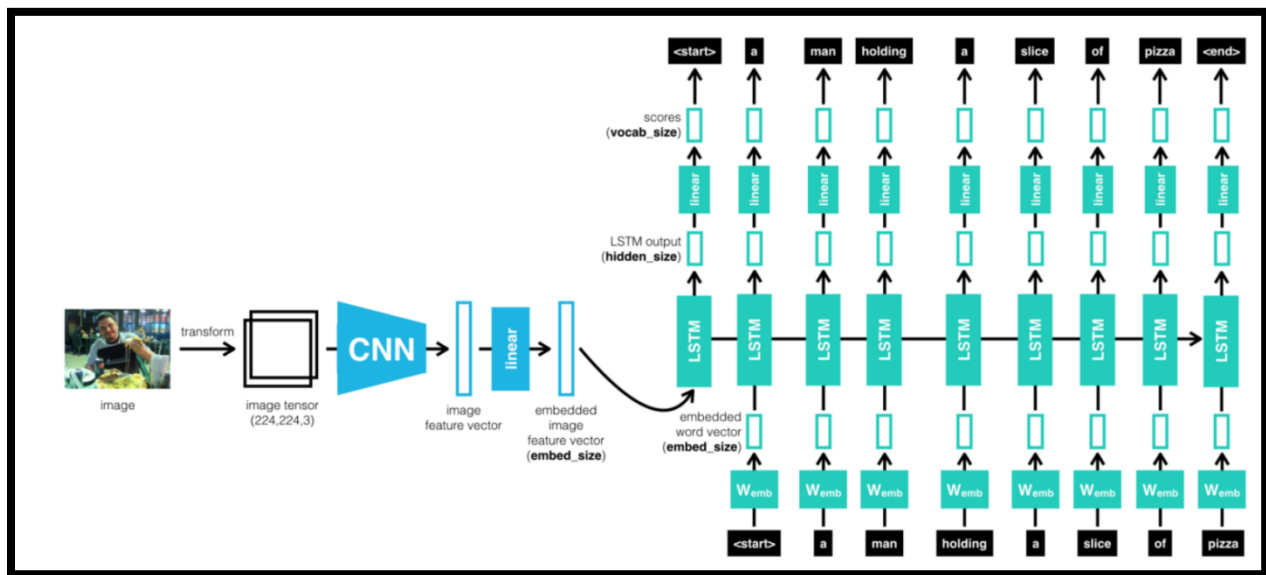 <start> a man holding a slice of pizza <end>
scores
(vocab_size)
linear linear linear linear linear linear linear linear linear
LSTM output
(hidden_size)
LSTM LSTM LSTM LSTM LSTM LSTM LSTM LSTM LSTM
transform
CNN
linear
image
image tensor
(224,224,3)
image
feature vector
embedded
image
feature vector
(embed_size)
embedded
word vector
(embed_size)
Wemb Wemb Wemb Wemb Wemb Wemb Wemb Wemb
<start> a man holding a slice of pizza